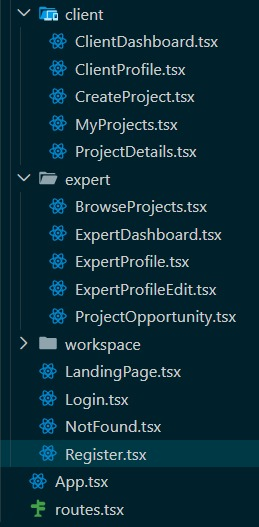 client
ClientDashboard.tsx
ClientProfile.tsx
CreateProject.tsx
MyProjects.tsx
ProjectDetails.tsx
expert
BrowseProjects.tsx
ExpertDashboard.tsx
ExpertProfile.tsx
ExpertProfileEdit.tsx
ProjectOpportunity.tsx
workspace
LandingPage.tsx
Login.tsx
NotFound.tsx
Register.tsx
App.tsx
routes.tsx